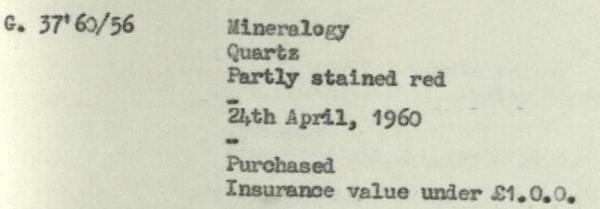 G. 37'60/56 Mineralogy
Quartz
Partly stained red
-
24th April, 1960
-
Purchased
Insurance value under £1.0.0.